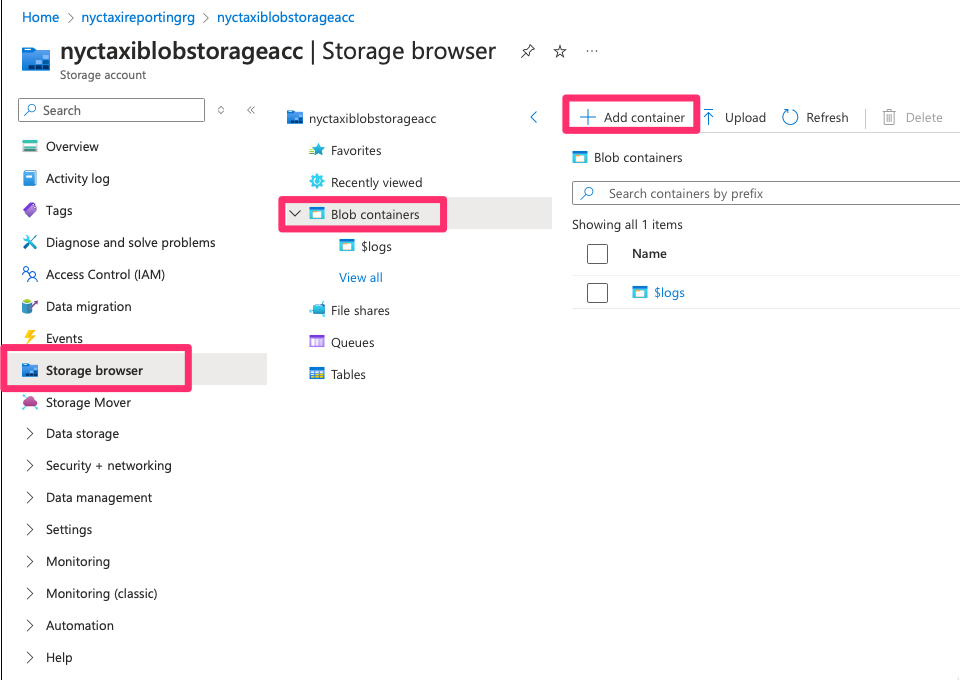 Home > nyctaxireportingrg > nyctaxiblobstorageacc
nyctaxiblobstorageacc | Storage browser
Storage account
Search
Overview
Activity log
Tags
Diagnose and solve problems
Access Control (IAM)
Data migration
Events
Storage browser
Storage Mover
Data storage
Security + networking
Data management
Settings
Monitoring
Monitoring (classic)
Automation
Help
nyctaxiblobstorageacc
Favorites
Recently viewed
Blob containers
$logs
View all
File shares
Queues
Tables
Add container Upload Refresh Delete
Blob containers
Search containers by prefix
Showing all 1 items
Name
$logs